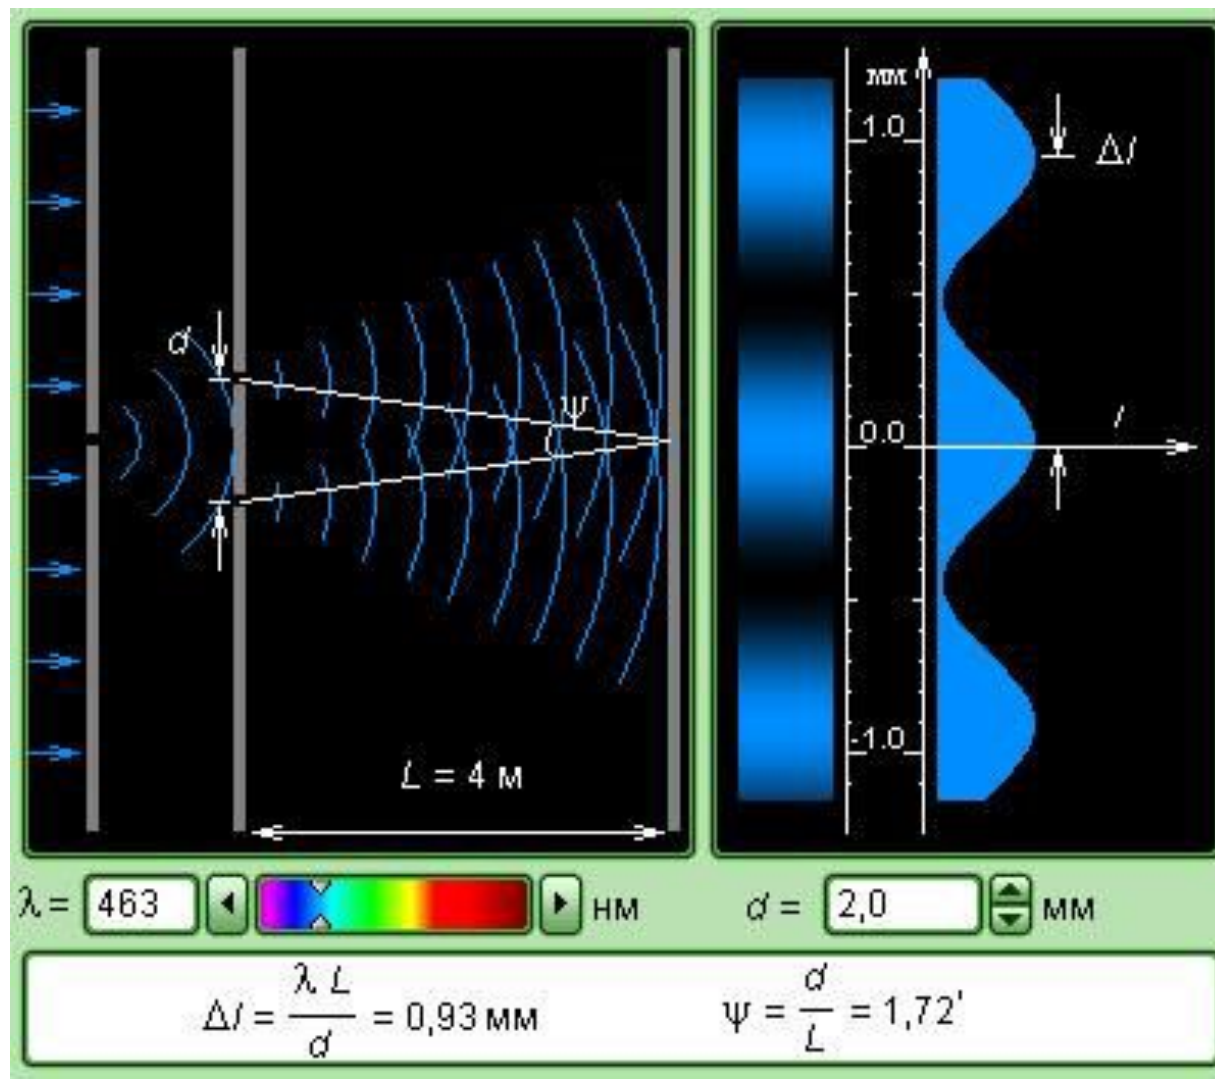 мм
1.0
Δl
d
ψ
0.0
l
-1.0
L = 4 м
λ = 463 нм
d = 2,0 мм
Δl = λ L / d = 0,93 мм
ψ = d / L = 1,72'